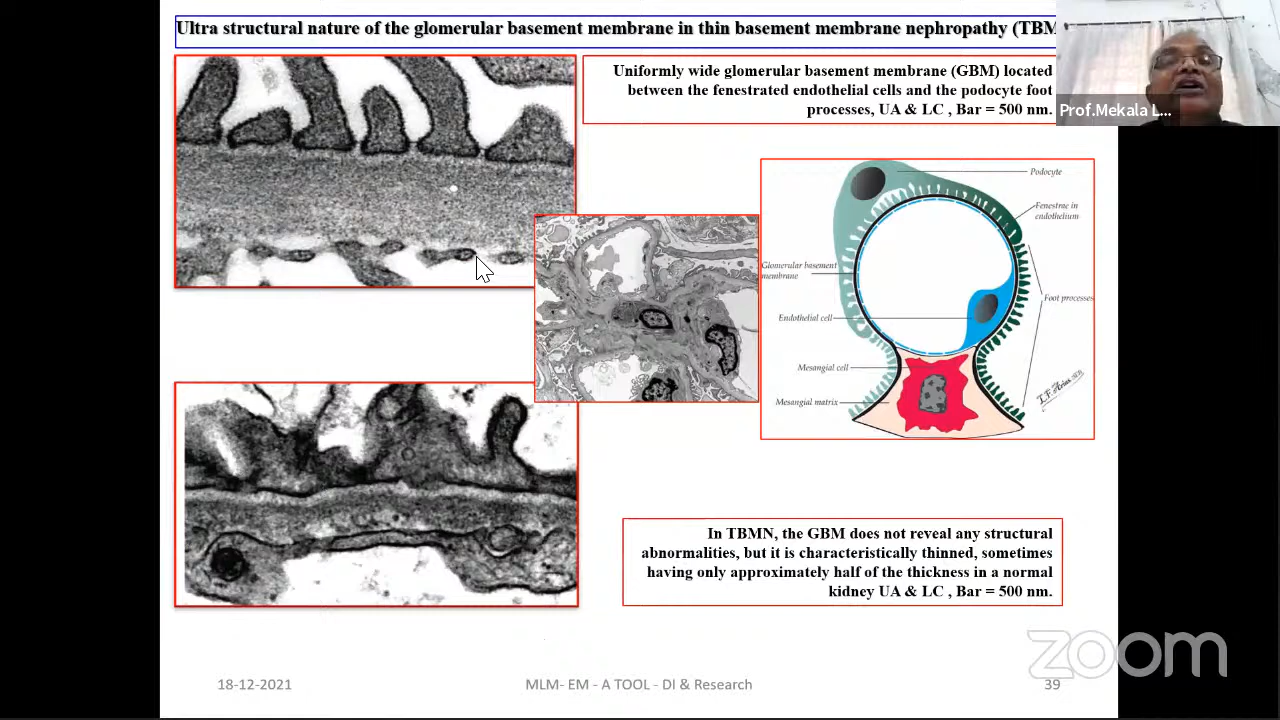 Ultra structural nature of the glomerular basement membrane in thin basement membrane nephropathy (TBM
Uniformly wide glomerular basement membrane (GBM) located
between the fenestrated endothelial cells and the podocyte foot
processes, UA & LC , Bar = 500 nm.
Prof.Mekala L...
Podocyte
Fenestrae in
endothelium
Glomerular basement
membrane
Foot processes
Endothelial cell
Mesangial cell
Mesangial matrix
In TBMN, the GBM does not reveal any structural
abnormalities, but it is characteristically thinned, sometimes
having only approximately half of the thickness in a normal
kidney UA & LC , Bar = 500 nm.
zoom
18-12-2021
MLM- EM - A TOOL - DI & Research
39